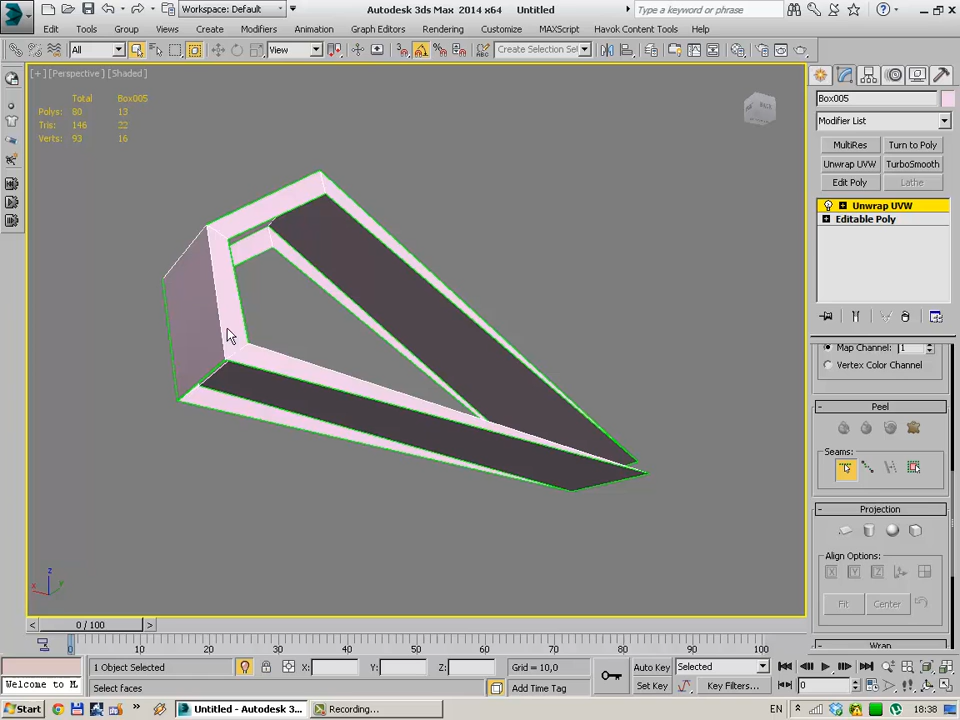 Workspace: Default
Autodesk 3ds Max 2014 x64 Untitled
Type a keyword or phrase
Edit Tools Group Views Create Modifiers Animation Graph Editors Rendering Customize MAXScript Havok Content Tools Help
All View Create Selection Se
[+] [Perspective] [Shaded]
Total Box005
Polys: 80 13
Tris: 146 22
Verts: 93 16
Box005
Modifier List
MultiRes Turn to Poly
Unwrap UVW TurboSmooth
Edit Poly Lathe
Unwrap UVW
Editable Poly
Map Channel: 1
Vertex Color Channel
Peel
Seams:
Projection
Align Options:
X Y Z
Fit Center
Wrap
z
x y
< 0 / 100 >
0 10 20 30 40 50 60 70 80 90 100
1 Object Selected X: Y: Z: Grid = 10,0 Auto Key Selected
Welcome to M Select faces Add Time Tag Set Key Key Filters... 0
Start Untitled - Autodesk 3... Recording... EN 18:38